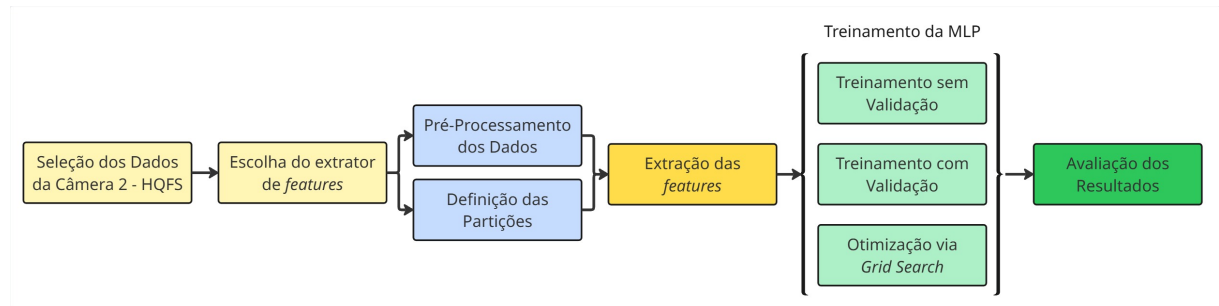 Treinamento da MLP
Seleção dos Dados
da Câmera 2 - HQFS
Escolha do extrator
de features
Pré-Processamento
dos Dados
Definição das
Partições
Extração das
features
Treinamento sem
Validação
Treinamento com
Validação
Otimização via
Grid Search
Avaliação dos
Resultados